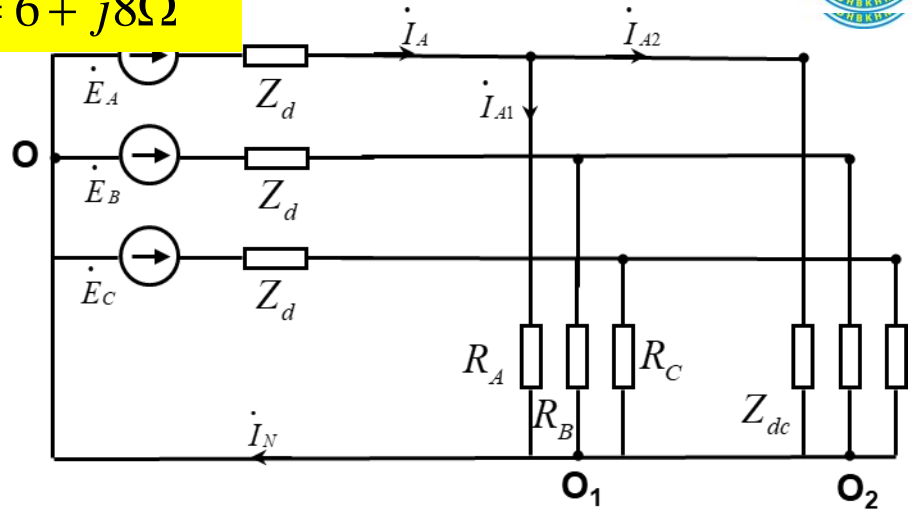 = 6 + j8Ω
İ_A
İ_A2
Ė_A
Z_d
İ_A1
O
Ė_B
Z_d
Ė_C
Z_d
R_A
R_B
R_C
Z_dc
İ_N
O₁
O₂